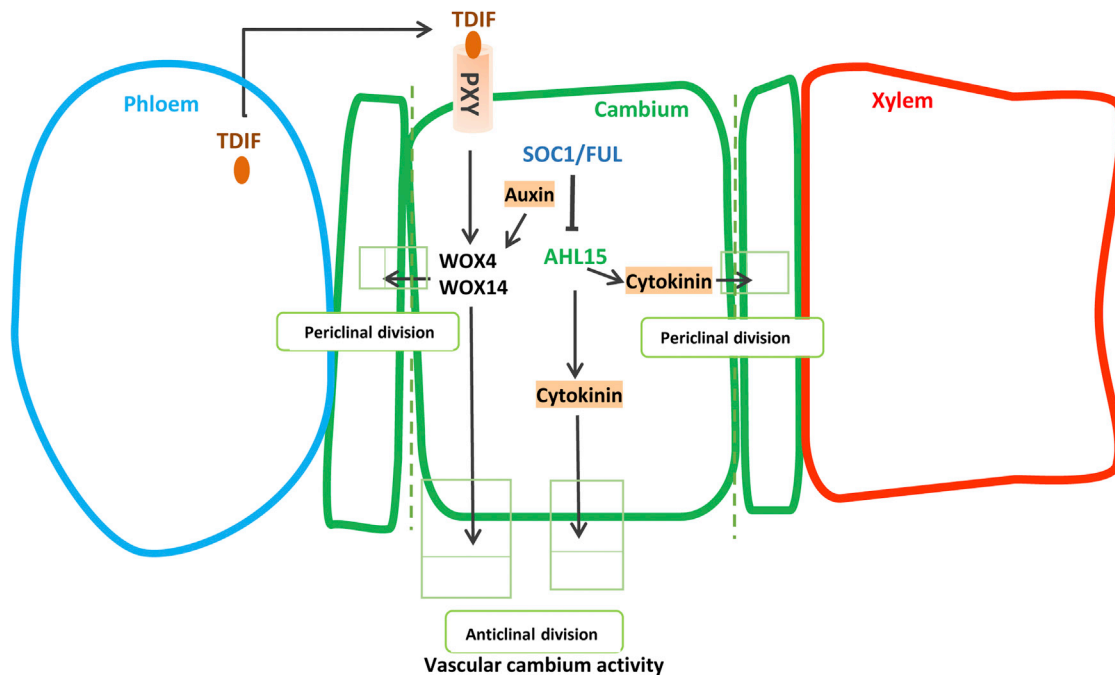 TDIF
PXY
Phloem
TDIF
Cambium
Xylem
SOC1/FUL
Auxin
AHL15
WOX4
WOX14
Cytokinin
Periclinal division
Periclinal division
Cytokinin
Anticlinal division
Vascular cambium activity